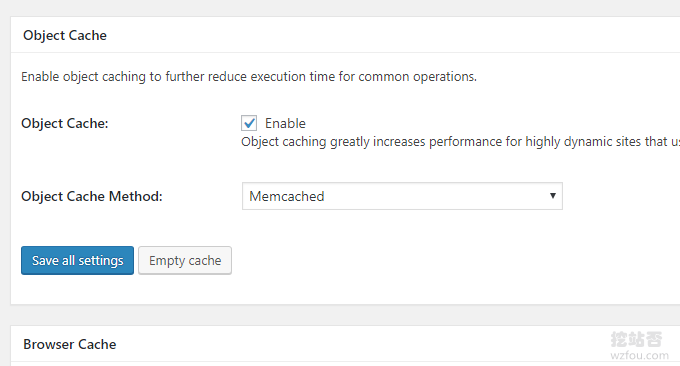 Object Cache
Enable object caching to further reduce execution time for common operations.
Object Cache:
Enable
Object caching greatly increases performance for highly dynamic sites that us
Object Cache Method:
Memcached
Save all settings
Empty cache
Browser Cache
挖站否
wzfou.com